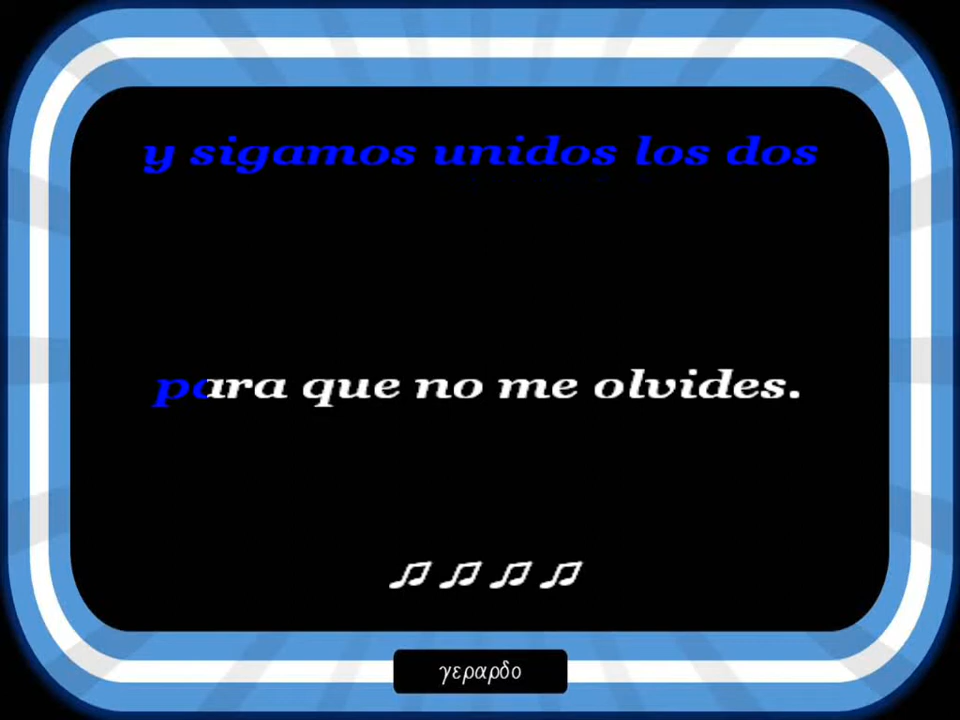 y sigamos unidos los dos
para que no me olvides.
♫ ♫ ♫ ♫
γεραρδο